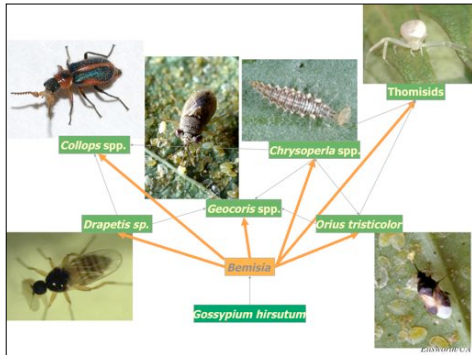 Thomisids
Collops spp.
Chrysoperla spp.
Geocoris spp.
Drapetis sp.
Orius tristicolor
Bemisia
Gossypium hirsutum